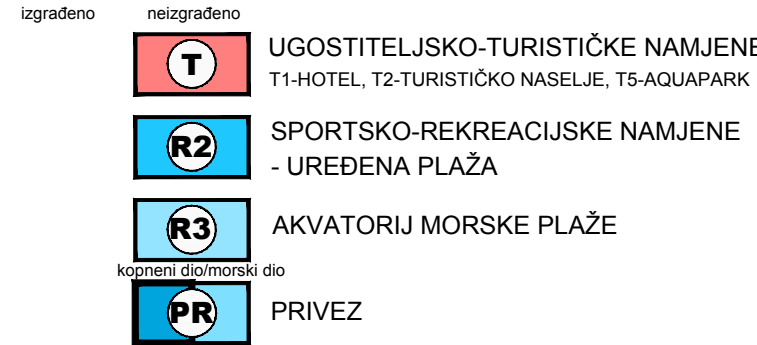 izgrađeno neizgrađeno
T UGOSTITELJSKO-TURISTIČKE NAMJENE
T1-HOTEL, T2-TURISTIČKO NASELJE, T5-AQUAPARK
R2 SPORTSKO-REKREACIJSKE NAMJENE
- UREĐENA PLAŽA
R3 AKVATORIJ MORSKE PLAŽE
kopneni dio/morski dio
PR PRIVEZ